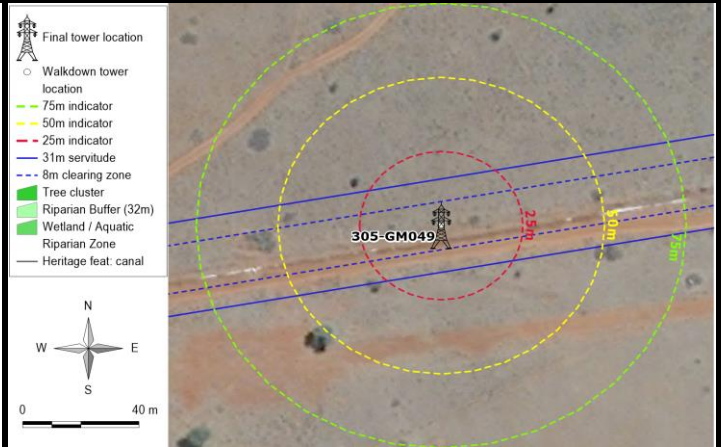 Final tower location
Walkdown tower
location
75m indicator
50m indicator
25m indicator
31m servitude
8m clearing zone
Tree cluster
Riparian Buffer (32m)
Wetland / Aquatic
Riparian Zone
Heritage feat: canal
N
W
E
S
0
40 m
305-GM049
25m
50m
75m